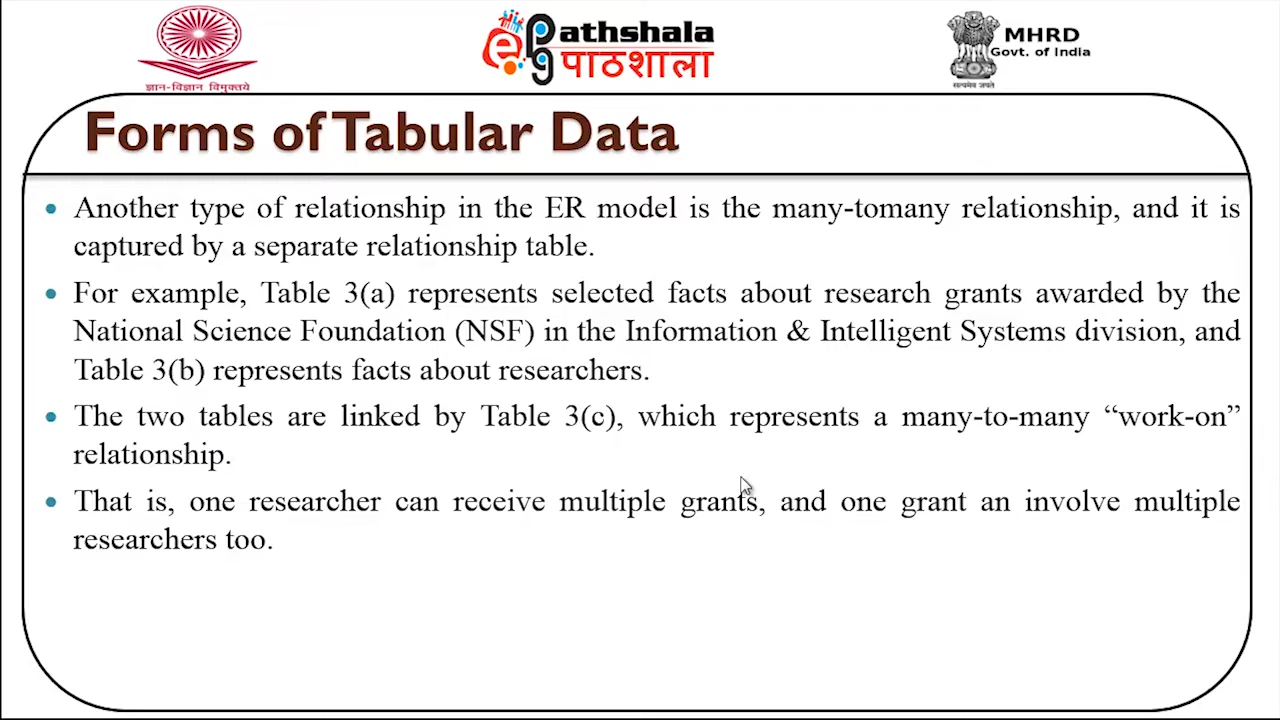 ज्ञान-विज्ञान विमुक्तये
ePG Pathshala
पाठशाला
MHRD
Govt. of India
सत्यमेव जयते
Forms of Tabular Data
Another type of relationship in the ER model is the many-tomany relationship, and it is
captured by a separate relationship table.
For example, Table 3(a) represents selected facts about research grants awarded by the
National Science Foundation (NSF) in the Information & Intelligent Systems division, and
Table 3(b) represents facts about researchers.
The two tables are linked by Table 3(c), which represents a many-to-many “work-on”
relationship.
That is, one researcher can receive multiple grants, and one grant an involve multiple
researchers too.